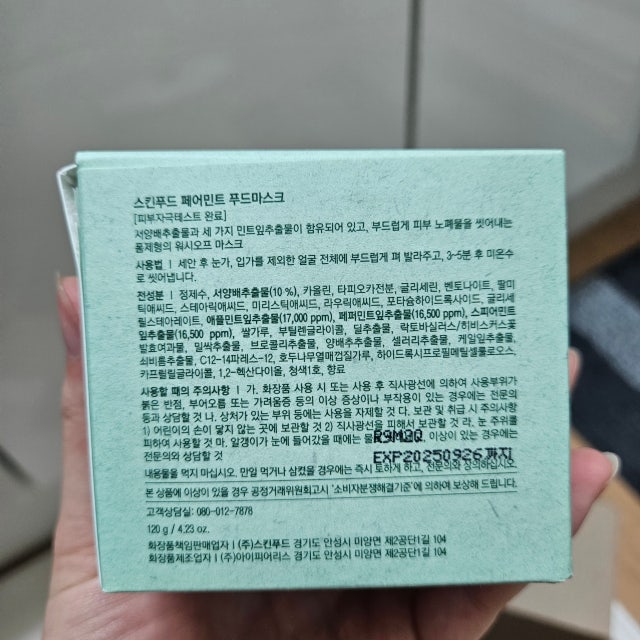 스킨푸드 페어민트 푸드마스크
[피부자극테스트 완료]
서양배추출물과 세 가지 민트잎추출물이 함유되어 있고, 부드럽게 피부 노폐물을 씻어내는
폼제형의 워시오프 마스크
사용법 | 세안 후 눈가, 입가를 제외한 얼굴 전체에 부드럽게 펴 발라주고, 3-5분 후 미온수
로 씻어냅니다.
전성분 | 정제수, 서양배추출물(10 %), 카올린, 타피오카전분, 글리세린, 벤토나이트, 팔미
틱애씨드, 스테아릭애씨드, 미리스틱애씨드, 라우릭애씨드, 포타슘하이드록사이드, 글리세
릴스테아레이트, 애플민트잎추출물(17,000 ppm), 페퍼민트잎추출물(16,500 ppm), 스피어민트
잎추출물(16,500 ppm), 쌀가루, 부틸렌글라이콜, 딜추출물, 락토바실러스/히비스커스꽃
발효여과물, 밀싹추출물, 브로콜리추출물, 양배추추출물, 셀러리추출물, 케일잎추출물,
쇠비름추출물, C12-14파레스-12, 호두나무열매껍질가루, 하이드록시프로필메틸셀룰로오스,
카프릴릴글라이콜, 1,2-헥산다이올, 청색1호, 향료
사용할 때의 주의사항 | 가. 화장품 사용 시 또는 사용 후 직사광선에 의하여 사용부위가
붉은 반점, 부어오름 또는 가려움증 등의 이상 증상이나 부작용이 있는 경우에는 전문의
등과 상담할 것 나. 상처가 있는 부위 등에는 사용을 자제할 것 다. 보관 및 취급 시 주의사항
1) 어린이의 손이 닿지 않는 곳에 보관할 것 2) 직사광선을 피해서 보관할 것 라. 눈 주위를
피하여 사용할 것 마. 알갱이가 눈에 들어갔을 때에는 물 이상이 있는 경우에는
전문의와 상담할 것
R9M2Q
EXP20250926까지
내용물을 먹지 마십시오. 만일 먹거나 삼켰을 경우에는 즉시 토하게 하고, 전문의와 상의하십시오.
본 상품에 이상이 있을 경우 공정거래위원회고시 '소비자분쟁해결기준'에 의하여 보상해 드립니다.
고객상담실: 080-012-7878
120 g / 4.23 oz.
화장품책임판매업자 | (주)스킨푸드 경기도 안성시 미양면 제2공단1길 104
화장품제조업자 | (주)아이피어리스 경기도 안성시 미양면 제2공단1길 104